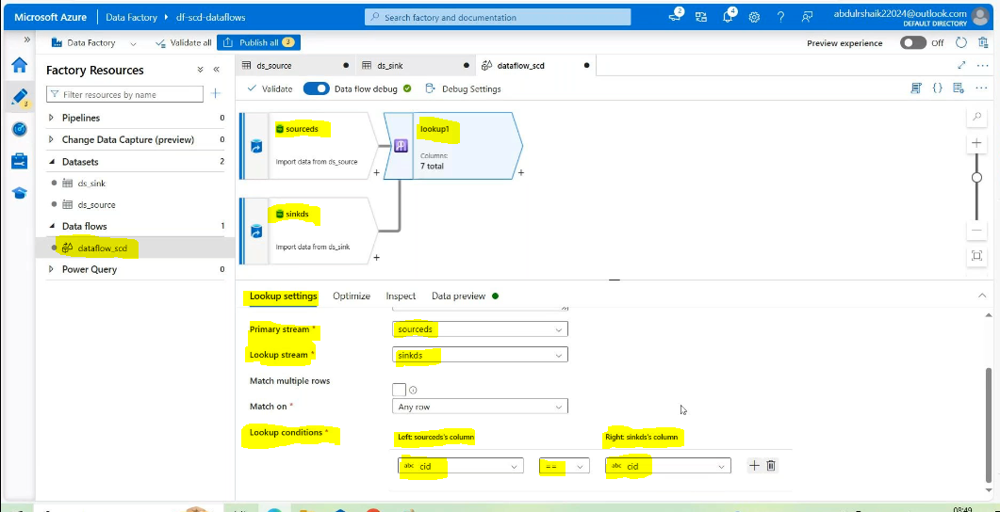 Microsoft Azure
Data Factory
df-scd-dataflows
Search factory and documentation
2
4
abdulrshaik22024@outlook.com
DEFAULT DIRECTORY
»
Data Factory
Validate all
Publish all 3
Preview experience
Off
Factory Resources
«
ds_source
ds_sink
dataflow_scd
Filter resources by name
Validate
Data flow debug
Debug Settings
3
Pipelines 0
Change Data Capture (preview) 0
Datasets 2
ds_sink
ds_source
Data flows 1
dataflow_scd
Power Query 0
sourceds
Import data from ds_source
lookup1
Columns:
7 total
sinkds
Import data from ds_sink
Lookup settings
Optimize
Inspect
Data preview
Primary stream *
sourceds
Lookup stream *
sinkds
Match multiple rows
Match on *
Any row
Lookup conditions *
Left: sourceds's column
Right: sinkds's column
abc cid
==
abc cid
08:49